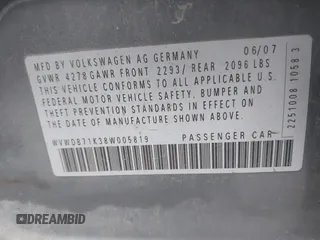 MFD BY VOLKSWAGEN AG GERMANY 06/07
GVWR 4278 GAWR FRONT 2293/ REAR 2096 LBS
THIS VEHICLE CONFORMS TO ALL APPLICABLE
FEDERAL MOTOR VEHICLE SAFETY, BUMPER AND
THEFT PREVENTION STANDARDS IN EFFECT ON
THE DATE OF MANUFACTURE SHOWN ABOVE
WVWDB71K38W005819 PASSENGER CAR
2251008 1058 3
DREAMBID